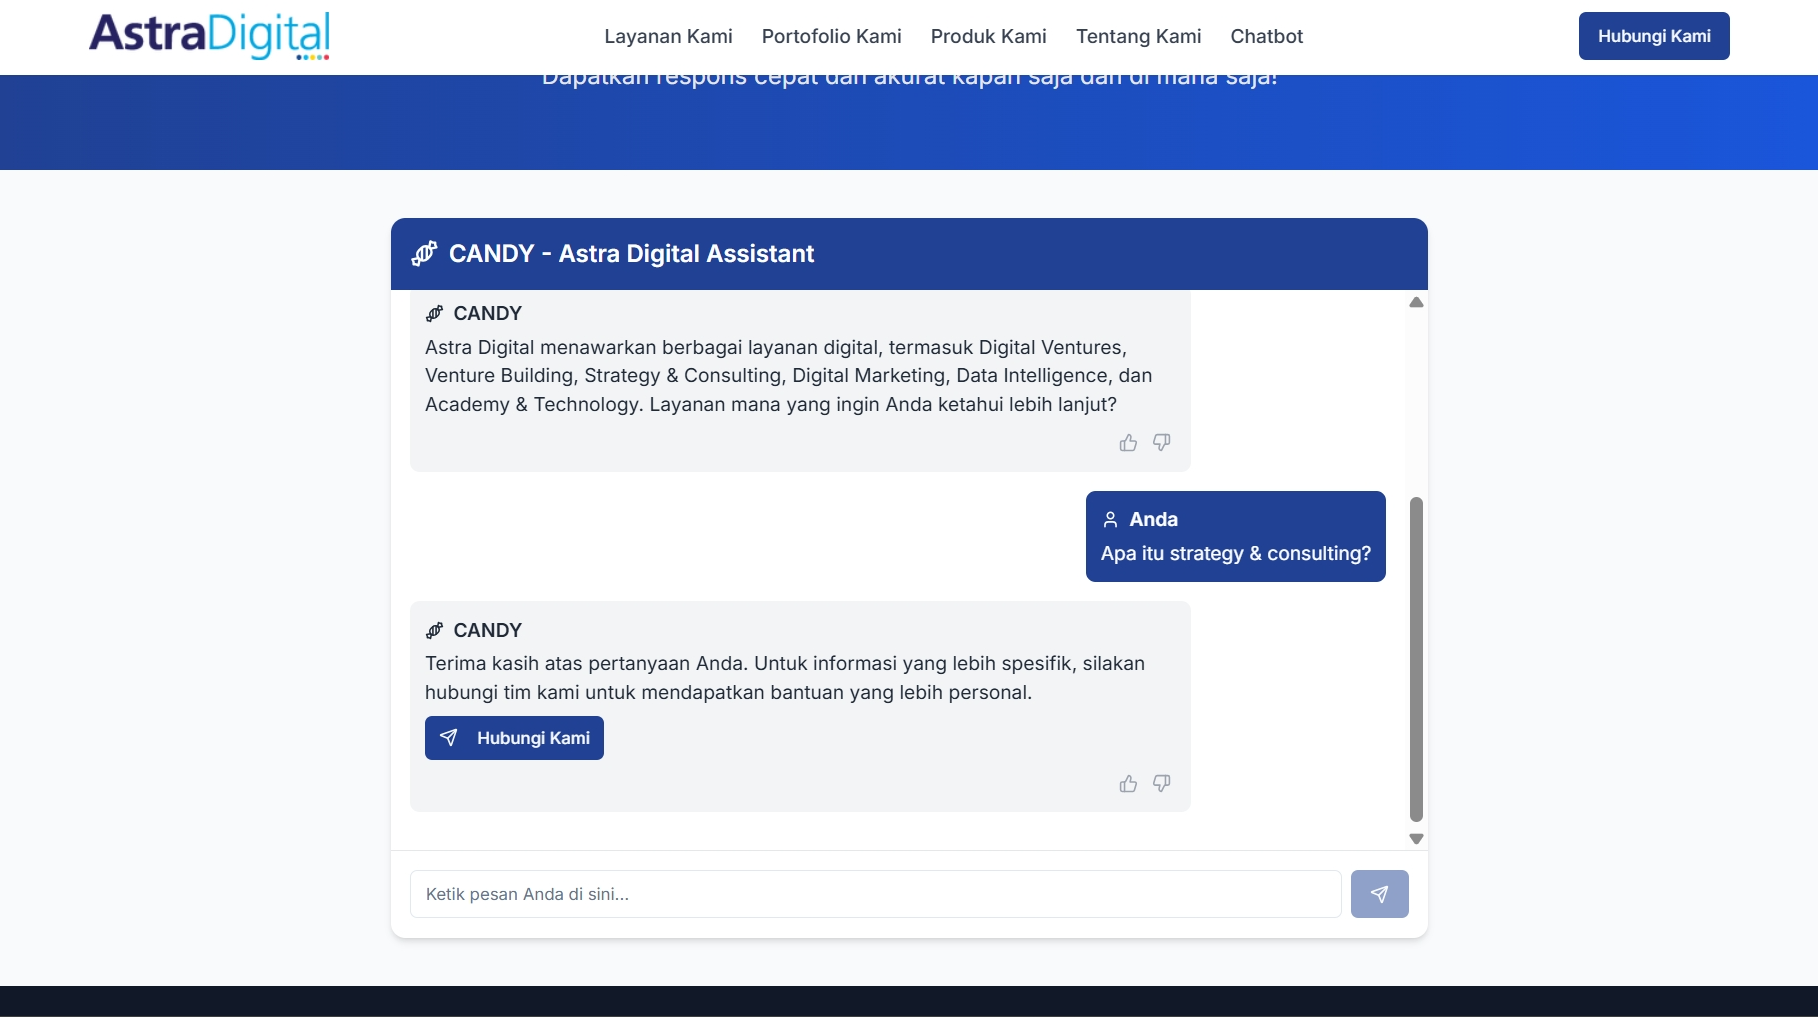 AstraDigital
Layanan Kami
Portofolio Kami
Produk Kami
Tentang Kami
Chatbot
Hubungi Kami
Dapatkan respons cepat dan akurat kapan saja dan di mana saja!
CANDY - Astra Digital Assistant
CANDY
Astra Digital menawarkan berbagai layanan digital, termasuk Digital Ventures,
Venture Building, Strategy & Consulting, Digital Marketing, Data Intelligence, dan
Academy & Technology. Layanan mana yang ingin Anda ketahui lebih lanjut?
Anda
Apa itu strategy & consulting?
CANDY
Terima kasih atas pertanyaan Anda. Untuk informasi yang lebih spesifik, silakan
hubungi tim kami untuk mendapatkan bantuan yang lebih personal.
Hubungi Kami
Ketik pesan Anda di sini...